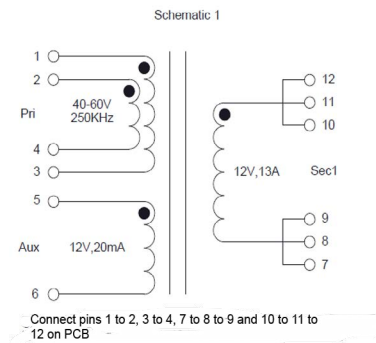 Schematic 1
1
2
Pri
40-60V
250KHz
4
3
5
Aux
12V,20mA
6
12
11
10
12V,13A
Sec1
9
8
7
Connect pins 1 to 2, 3 to 4, 7 to 8 to 9 and 10 to 11 to
12 on PCB